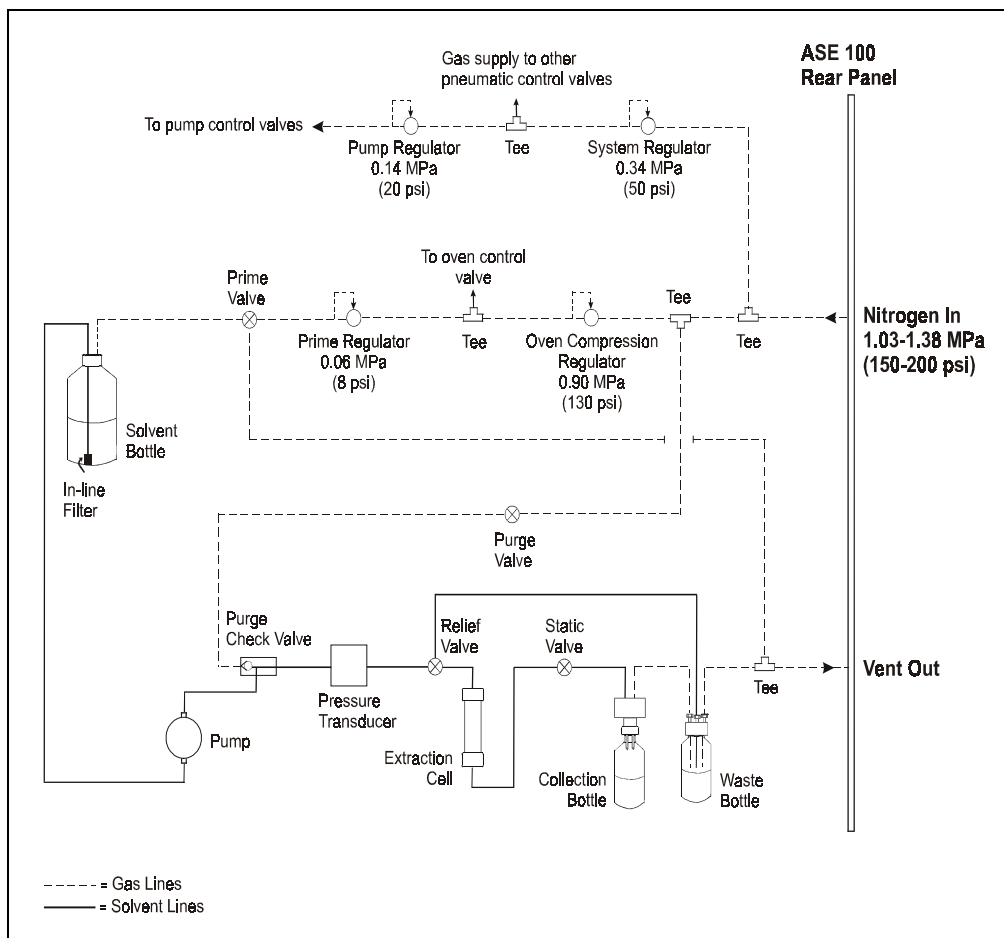 Gas supply to other
pneumatic control valves
ASE 100
Rear Panel
To pump control valves
Pump Regulator
0.14 MPa
(20 psi)
Tee
System Regulator
0.34 MPa
(50 psi)
To oven control
valve
Prime
Valve
Tee
Prime Regulator
0.06 MPa
(8 psi)
Tee
Oven Compression
Regulator
0.90 MPa
(130 psi)
Tee
Nitrogen In
1.03-1.38 MPa
(150-200 psi)
Solvent
Bottle
In-line
Filter
Purge
Valve
Purge
Check Valve
Relief
Valve
Static
Valve
Pressure
Transducer
Tee
Vent Out
Pump
Extraction
Cell
Collection
Bottle
Waste
Bottle
= Gas Lines
= Solvent Lines